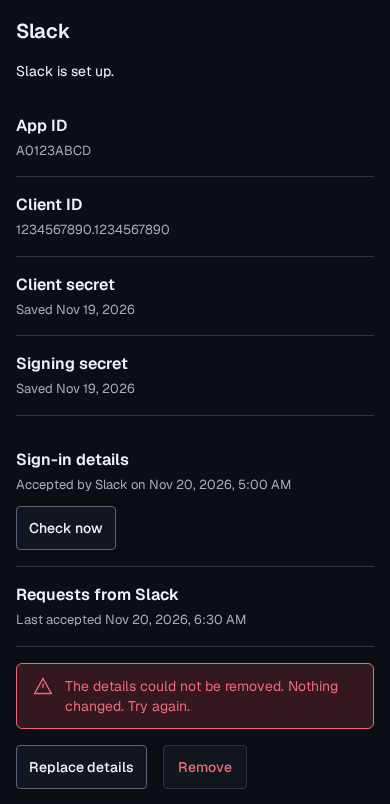 Slack
Slack is set up.
App ID
A0123ABCD
Client ID
1234567890.1234567890
Client secret
Saved Nov 19, 2026
Signing secret
Saved Nov 19, 2026
Sign-in details
Accepted by Slack on Nov 20, 2026, 5:00 AM
Check now
Requests from Slack
Last accepted Nov 20, 2026, 6:30 AM
The details could not be removed. Nothing
changed. Try again.
Replace details
Remove